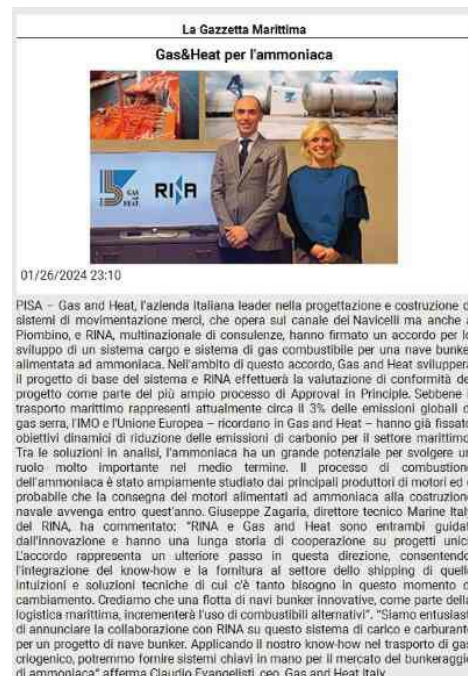 La Gazzetta Marittima
Gas&Heat per l'ammoniaca
GAS
and
HEAT
RINA
01/26/2024 23:10
PISA – Gas and Heat, l'azienda italiana leader nella progettazione e costruzione d
sistemi di movimentazione merci, che opera sul canale dei Navicelli ma anche a
Piombino, e RINA, multinazionale di consulenze, hanno firmato un accordo per lo
sviluppo di un sistema cargo e sistema di gas combustibile per una nave bunker
alimentata ad ammoniaca. Nell'ambito di questo accordo, Gas and Heat svilupperà
il progetto di base del sistema e RINA effettuerà la valutazione di conformità del
progetto come parte del più ampio processo di Approval in Principle. Sebbene i
trasporto marittimo rappresenti attualmente circa il 3% delle emissioni globali d
gas serra, l'IMO e l'Unione Europea – ricordano in Gas and Heat – hanno già fissato
obiettivi dinamici di riduzione delle emissioni di carbonio per il settore marittimo.
Tra le soluzioni in analisi, l'ammoniaca ha un grande potenziale per svolgere un
ruolo molto importante nel medio termine. Il processo di combustione
dell'ammoniaca è stato ampiamente studiato dai principali produttori di motori ed è
probabile che la consegna dei motori alimentati ad ammoniaca alla costruzione
navale avvenga entro quest'anno. Giuseppe Zagaria, direttore tecnico Marine Italy
del RINA, ha commentato: "RINA e Gas and Heat sono entrambi guidat
dall'innovazione e hanno una lunga storia di cooperazione su progetti unici
L'accordo rappresenta un ulteriore passo in questa direzione, consentendo
l'integrazione del know-how e la fornitura al settore dello shipping di quelle
intuizioni e soluzioni tecniche di cui c'è tanto bisogno in questo momento d
cambiamento. Crediamo che una flotta di navi bunker innovative, come parte della
logistica marittima, incrementerà l'uso di combustibili alternativi". "Siamo entusiasti
di annunciare la collaborazione con RINA su questo sistema di carico e carburante
per un progetto di nave bunker. Applicando il nostro know-how nel trasporto di gas
criogenico, potremmo fornire sistemi chiavi in mano per il mercato del bunkeraggio
di ammoniaca" afferma Claudio Evangelisti, ceo, Gas and Heat Italy.